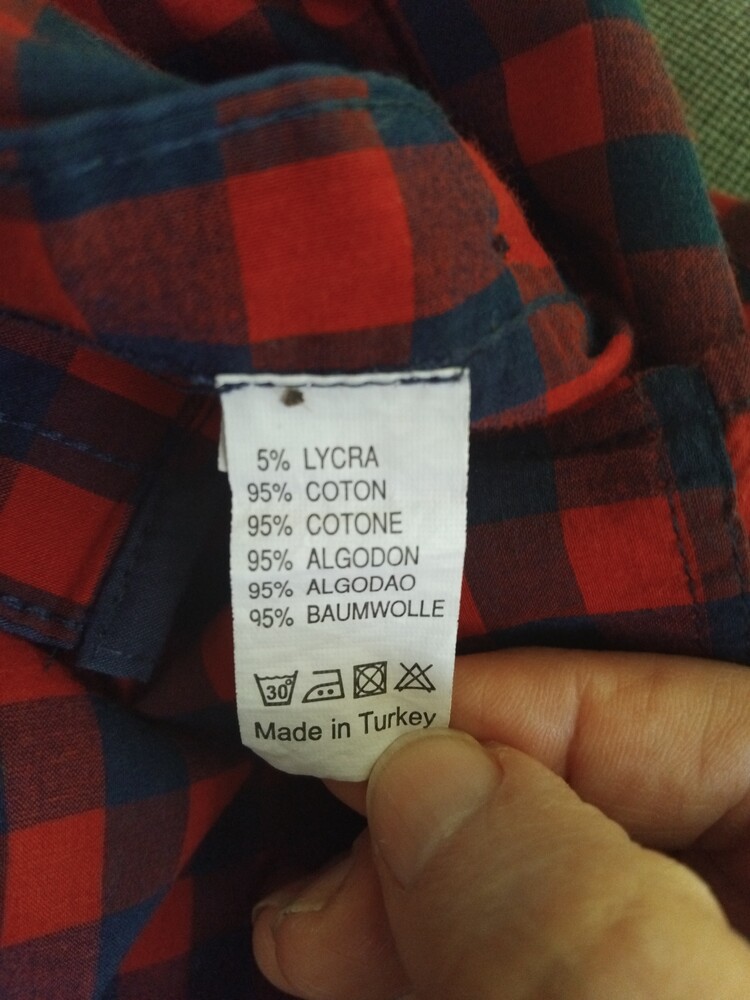 5% LYCRA
95% COTON
95% COTONE
95% ALGODON
95% ALGODAO
95% BAUMWOLLE
30°
Made in Turkey